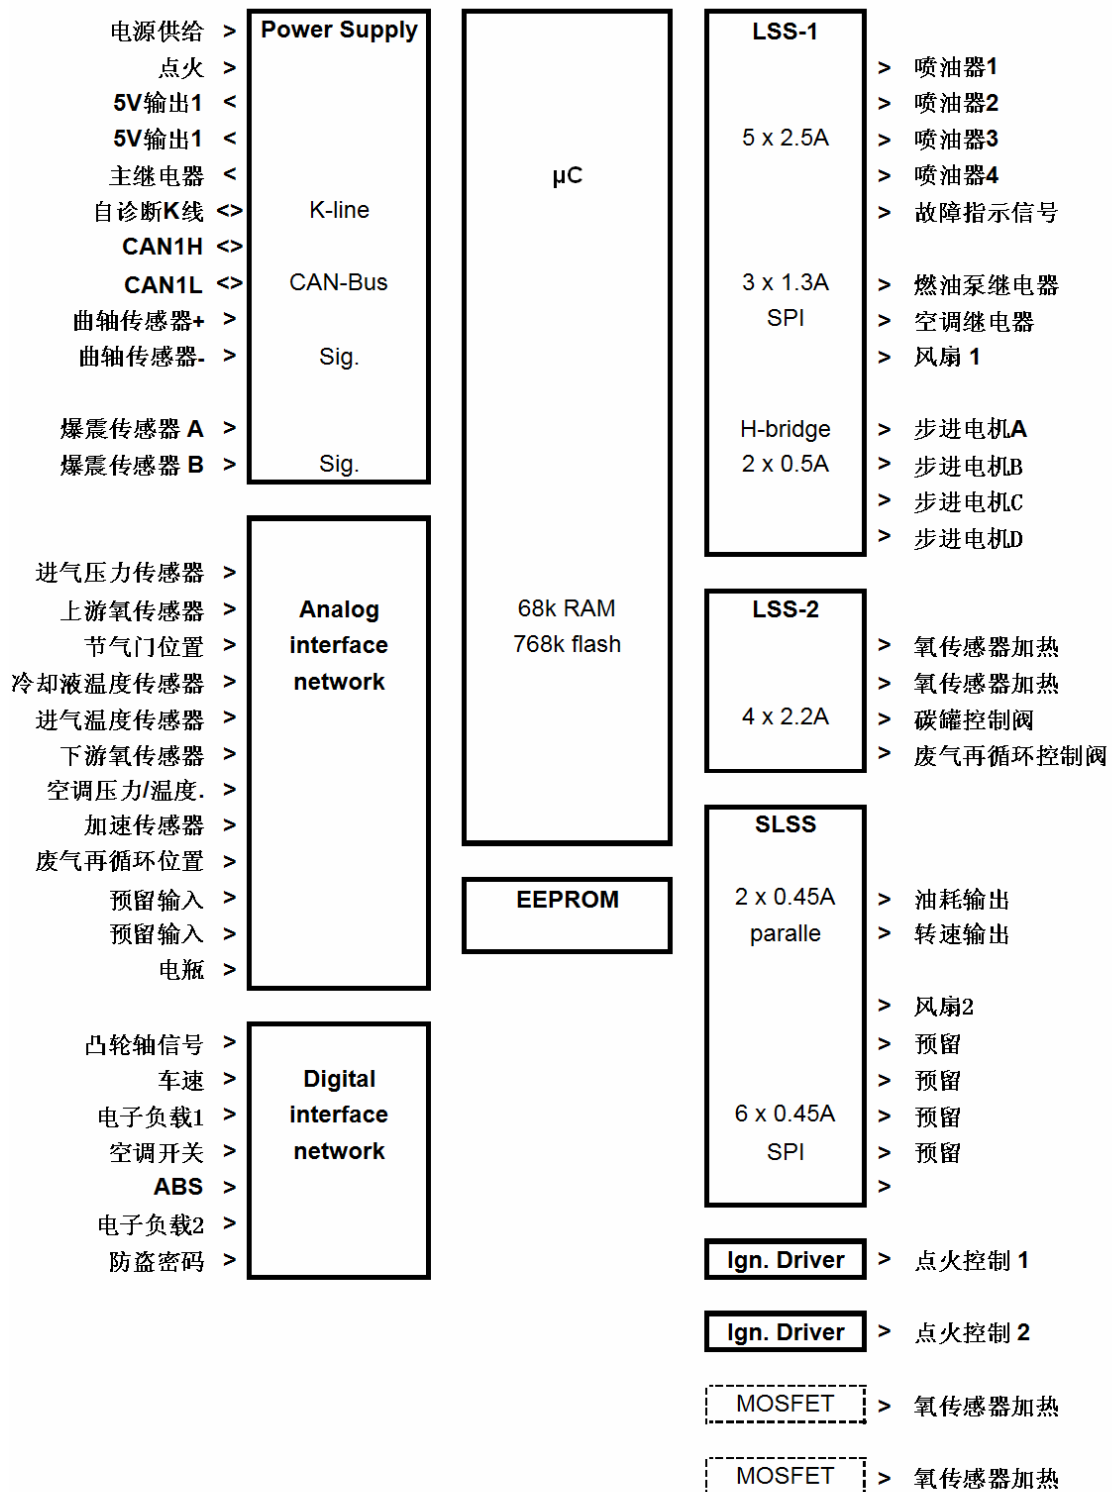 电源供给 > Power Supply LSS-1
点火 > > 喷油器1
5V输出1 < > 喷油器2
5V输出1 < 5 x 2.5A > 喷油器3
主继电器 < µC > 喷油器4
自诊断K线 <> K-line > 故障指示信号
CAN1H <>
CAN1L <> CAN-Bus 3 x 1.3A > 燃油泵继电器
曲轴传感器+ > SPI > 空调继电器
曲轴传感器- > Sig. > 风扇 1
爆震传感器 A > H-bridge > 步进电机A
爆震传感器 B > Sig. 2 x 0.5A > 步进电机B
> 步进电机C
> 步进电机D
进气压力传感器 >
上游氧传感器 > Analog 68k RAM LSS-2
节气门位置 > interface 768k flash > 氧传感器加热
冷却液温度传感器 > network > 氧传感器加热
进气温度传感器 > 4 x 2.2A > 碳罐控制阀
下游氧传感器 > > 废气再循环控制阀
空调压力/温度. >
加速传感器 > SLSS
废气再循环位置 >
预留输入 > EEPROM 2 x 0.45A > 油耗输出
预留输入 > paralle > 转速输出
电瓶 >
> 风扇2
凸轮轴信号 > > 预留
车速 > Digital > 预留
电子负载1 > interface 6 x 0.45A > 预留
空调开关 > network SPI > 预留
ABS > >
电子负载2 >
防盗密码 > Ign. Driver > 点火控制 1
Ign. Driver > 点火控制 2
MOSFET > 氧传感器加热
MOSFET > 氧传感器加热